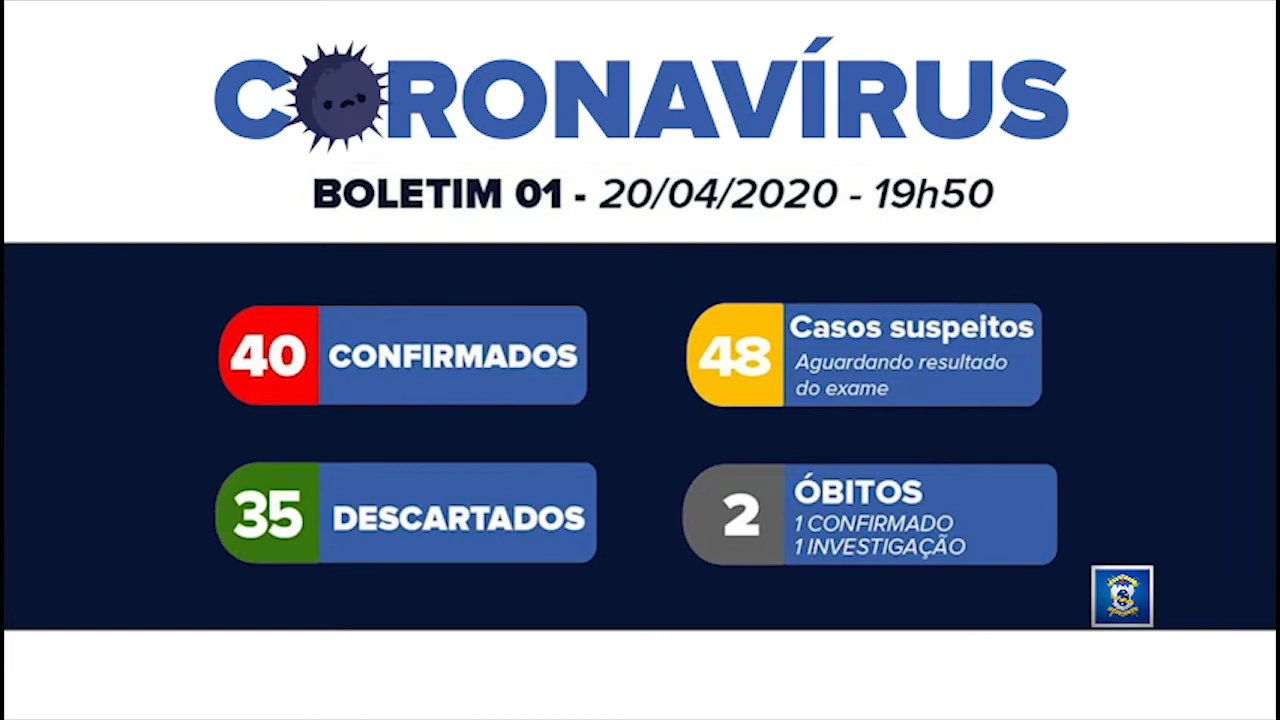 CORONAVÍRUS
BOLETIM 01 - 20/04/2020 - 19h50
40 CONFIRMADOS
48 Casos suspeitos
Aguardando resultado
do exame
35 DESCARTADOS
2 ÓBITOS
1 CONFIRMADO
1 INVESTIGAÇÃO